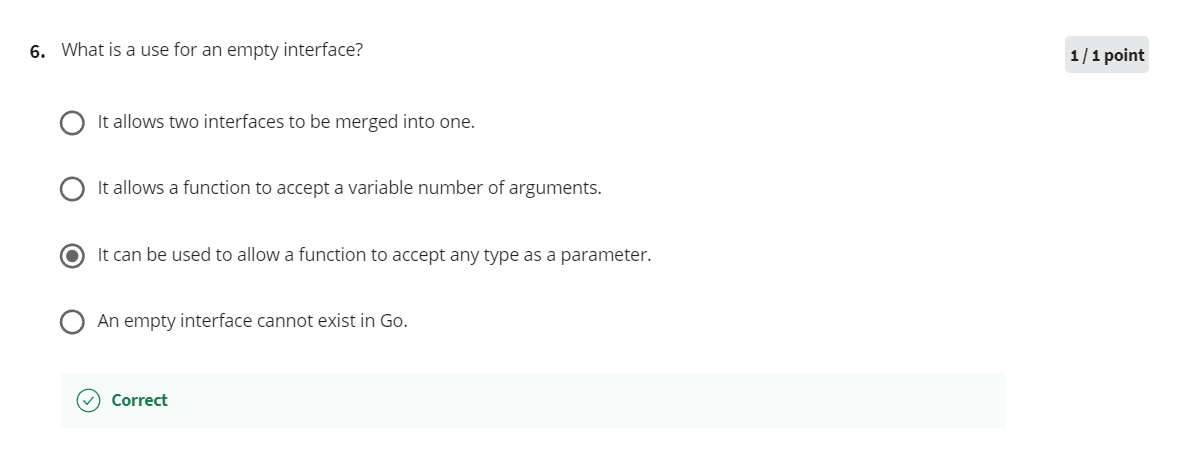 6. What is a use for an empty interface?
1 / 1 point
It allows two interfaces to be merged into one.
It allows a function to accept a variable number of arguments.
It can be used to allow a function to accept any type as a parameter.
An empty interface cannot exist in Go.
Correct